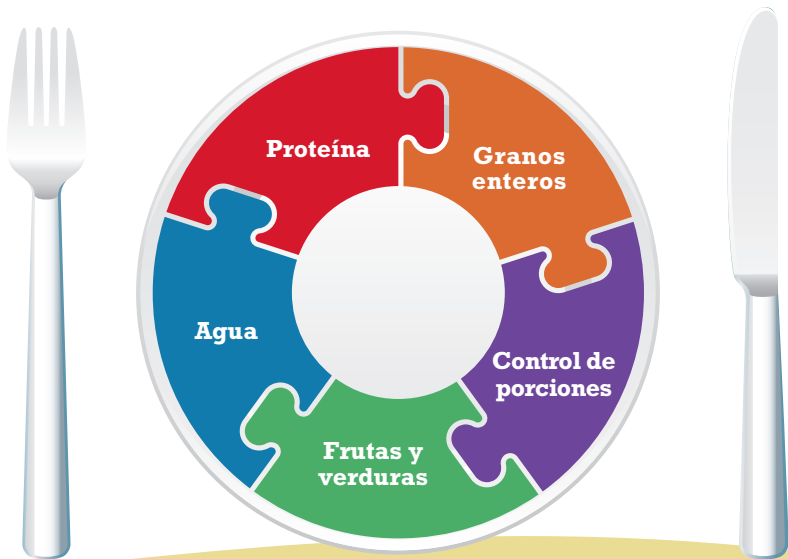 Proteína
Granos
enteros
Agua
Control de
porciones
Frutas y
verduras